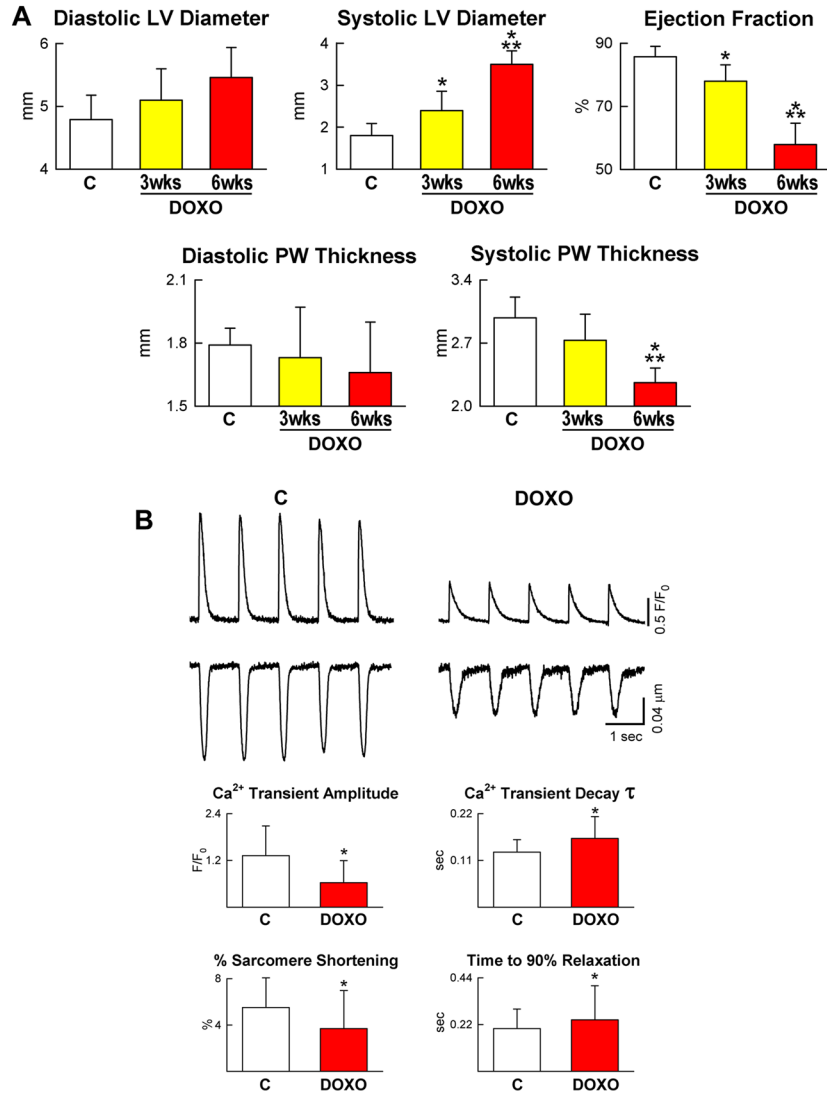 A
Diastolic LV Diameter
6
5
4
mm
C
3wks
6wks
DOXO
Systolic LV Diameter
4
3
2
1
mm
*
*
**
C
3wks
6wks
DOXO
Ejection Fraction
90
70
50
%
*
*
**
C
3wks
6wks
DOXO
Diastolic PW Thickness
2.1
1.8
1.5
mm
C
3wks
6wks
DOXO
Systolic PW Thickness
3.4
2.7
2.0
mm
*
**
C
3wks
6wks
DOXO
B
C
DOXO
0.5 F/F₀
0.04 µm
1 sec
Ca²⁺ Transient Amplitude
2.4
1.2
F/F₀
*
C
DOXO
Ca²⁺ Transient Decay τ
0.22
0.11
sec
*
C
DOXO
% Sarcomere Shortening
8
4
%
*
C
DOXO
Time to 90% Relaxation
0.44
0.22
sec
*
C
DOXO